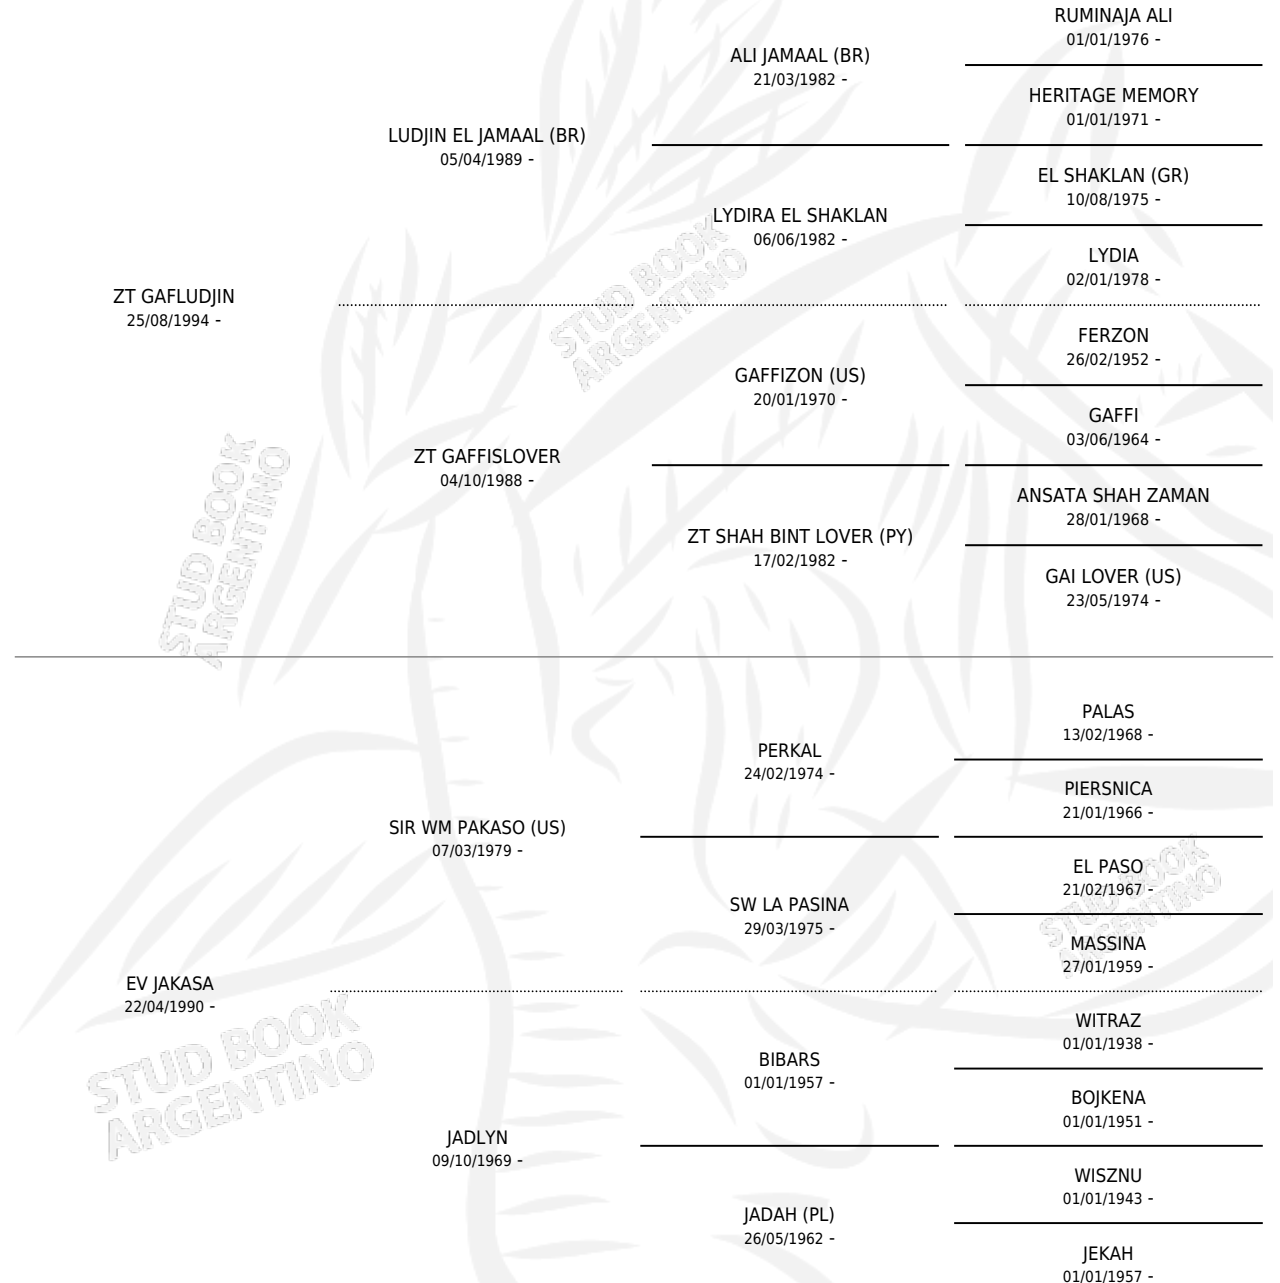 RUMINAJA ALI
01/01/1976 -
ALI JAMAAL (BR)
21/03/1982 -
HERITAGE MEMORY
01/01/1971 -
LUDJIN EL JAMAAL (BR)
05/04/1989 -
EL SHAKLAN (GR)
10/08/1975 -
LYDIRA EL SHAKLAN
06/06/1982 -
LYDIA
02/01/1978 -
ZT GAFLUDJIN
25/08/1994 -
FERZON
26/02/1952 -
GAFFIZON (US)
20/01/1970 -
GAFFI
03/06/1964 -
ZT GAFFISLOVER
04/10/1988 -
ANSATA SHAH ZAMAN
28/01/1968 -
ZT SHAH BINT LOVER (PY)
17/02/1982 -
GAI LOVER (US)
23/05/1974 -
PALAS
13/02/1968 -
PERKAL
24/02/1974 -
PIERSNICA
21/01/1966 -
SIR WM PAKASO (US)
07/03/1979 -
EL PASO
21/02/1967 -
SW LA PASINA
29/03/1975 -
MASSINA
27/01/1959 -
EV JAKASA
22/04/1990 -
WITRAZ
01/01/1938 -
BIBARS
01/01/1957 -
BOJKENA
01/01/1951 -
JADLYN
09/10/1969 -
WISZNU
01/01/1943 -
JADAH (PL)
26/05/1962 -
JEKAH
01/01/1957 -
STUD BOOK
ARGENTINO
STUD BOOK
ARGENTINO
STUD BOOK
ARGENTINO
STUD BOOK
ARGENTINO